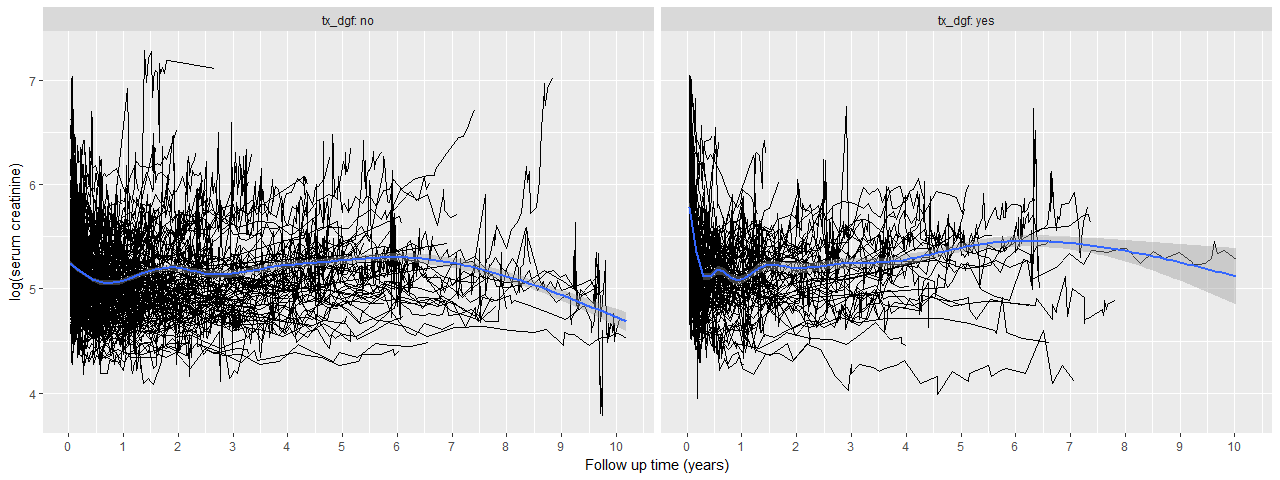 tx_dgf: no
tx_dgf: yes
log(serum creatinine)
7
6
5
4
0 1 2 3 4 5 6 7 8 9 10
0 1 2 3 4 5 6 7 8 9 10
Follow up time (years)